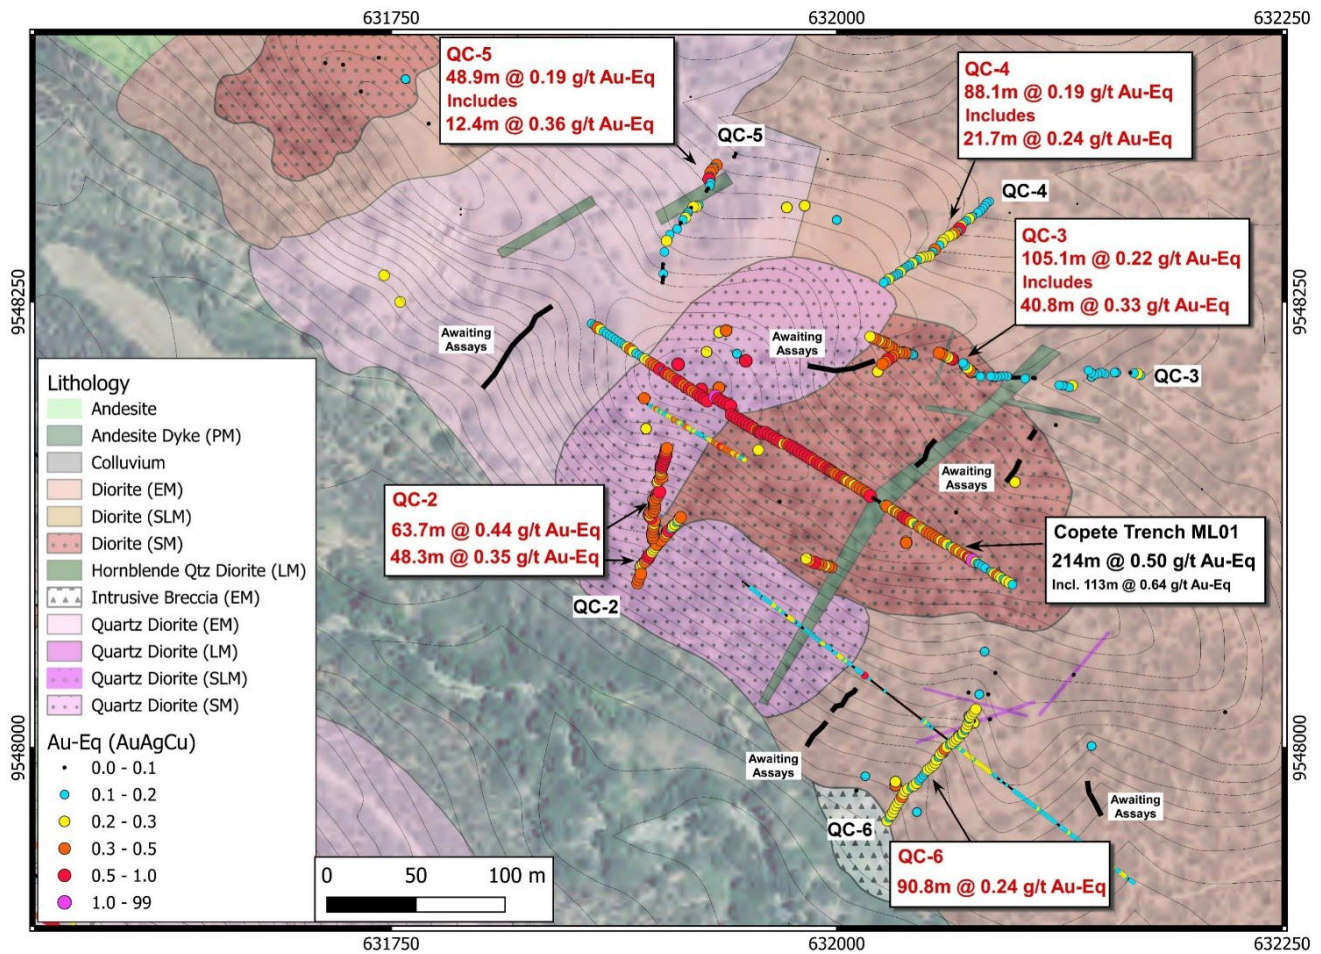 631750
632000
632250
QC-5
48.9m @ 0.19 g/t Au-Eq
Includes
12.4m @ 0.36 g/t Au-Eq
QC-4
88.1m @ 0.19 g/t Au-Eq
Includes
21.7m @ 0.24 g/t Au-Eq
QC-5
QC-4
QC-3
105.1m @ 0.22 g/t Au-Eq
Includes
40.8m @ 0.33 g/t Au-Eq
9548250
9548250
Awaiting
Assays
Awaiting
Assays
QC-3
Lithology
Andesite
Andesite Dyke (PM)
Colluvium
Diorite (EM)
Diorite (SLM)
Diorite (SM)
Hornblende Qtz Diorite (LM)
Intrusive Breccia (EM)
Quartz Diorite (EM)
Quartz Diorite (LM)
Quartz Diorite (SLM)
Quartz Diorite (SM)
Au-Eq (AuAgCu)
0.0 - 0.1
0.1 - 0.2
0.2 - 0.3
0.3 - 0.5
0.5 - 1.0
1.0 - 99
Awaiting
Assays
QC-2
63.7m @ 0.44 g/t Au-Eq
48.3m @ 0.35 g/t Au-Eq
QC-2
Copete Trench ML01
214m @ 0.50 g/t Au-Eq
Incl. 113m @ 0.64 g/t Au-Eq
9548000
9548000
Awaiting
Assays
Awaiting
Assays
QC-6
QC-6
90.8m @ 0.24 g/t Au-Eq
0 50 100 m
631750
632000
632250